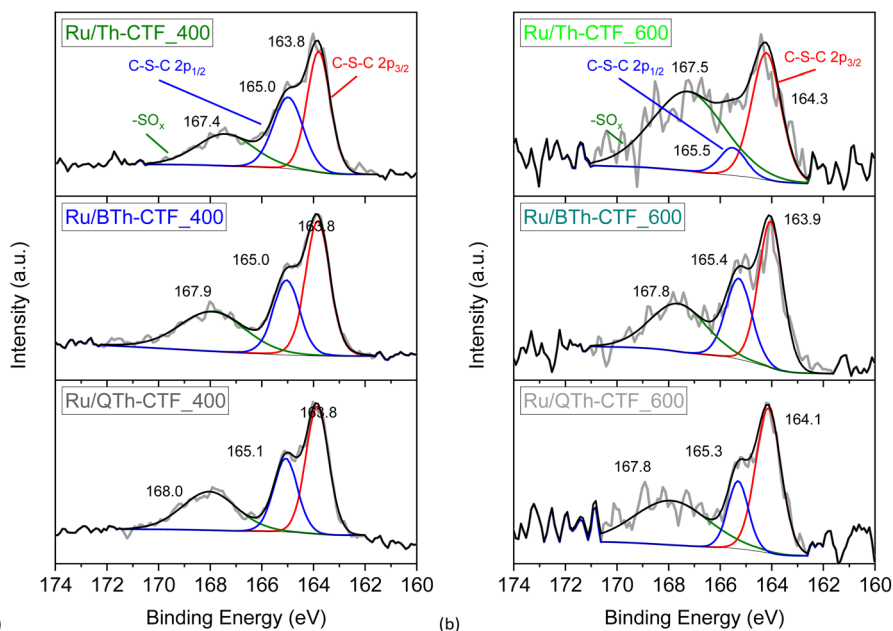 Ru/Th-CTF_400
163.8
C-S-C 2p1/2
C-S-C 2p3/2
165.0
167.4
-SOx
Ru/BTh-CTF_400
163.8
165.0
167.9
Ru/QTh-CTF_400
163.8
165.1
168.0
174 172 170 168 166 164 162 160
Binding Energy (eV)
Intensity (a.u.)
)
Ru/Th-CTF_600
167.5
C-S-C 2p1/2
C-S-C 2p3/2
164.3
-SOx
165.5
Ru/BTh-CTF_600
163.9
165.4
167.8
Ru/QTh-CTF_600
164.1
165.3
167.8
174 172 170 168 166 164 162 160
Binding Energy (eV)
Intensity (a.u.)
(b)